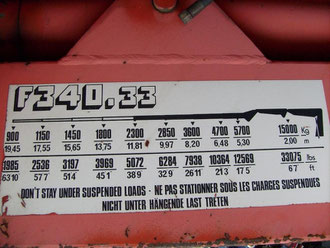 F340.33
900 1150 1450 1800 2300 2850 3600 4700 5700 15000 Kg
19,45 17,55 15,65 13,75 11,81 9,97 8,20 6,48 5,30 2,00 m
1985 2536 3197 3969 5072 6284 7938 10364 12569 33075 lbs
63.10 57.7 51.4 45.1 38.9 32.9 26.11 21.3 17.5 6.7 ft
DON'T STAY UNDER SUSPENDED LOADS - NE PAS STATIONNER SOÛS LES CHARGES SUSPENDUES
NICHT UNTER HÄNGENDE LAST TRÉTEN